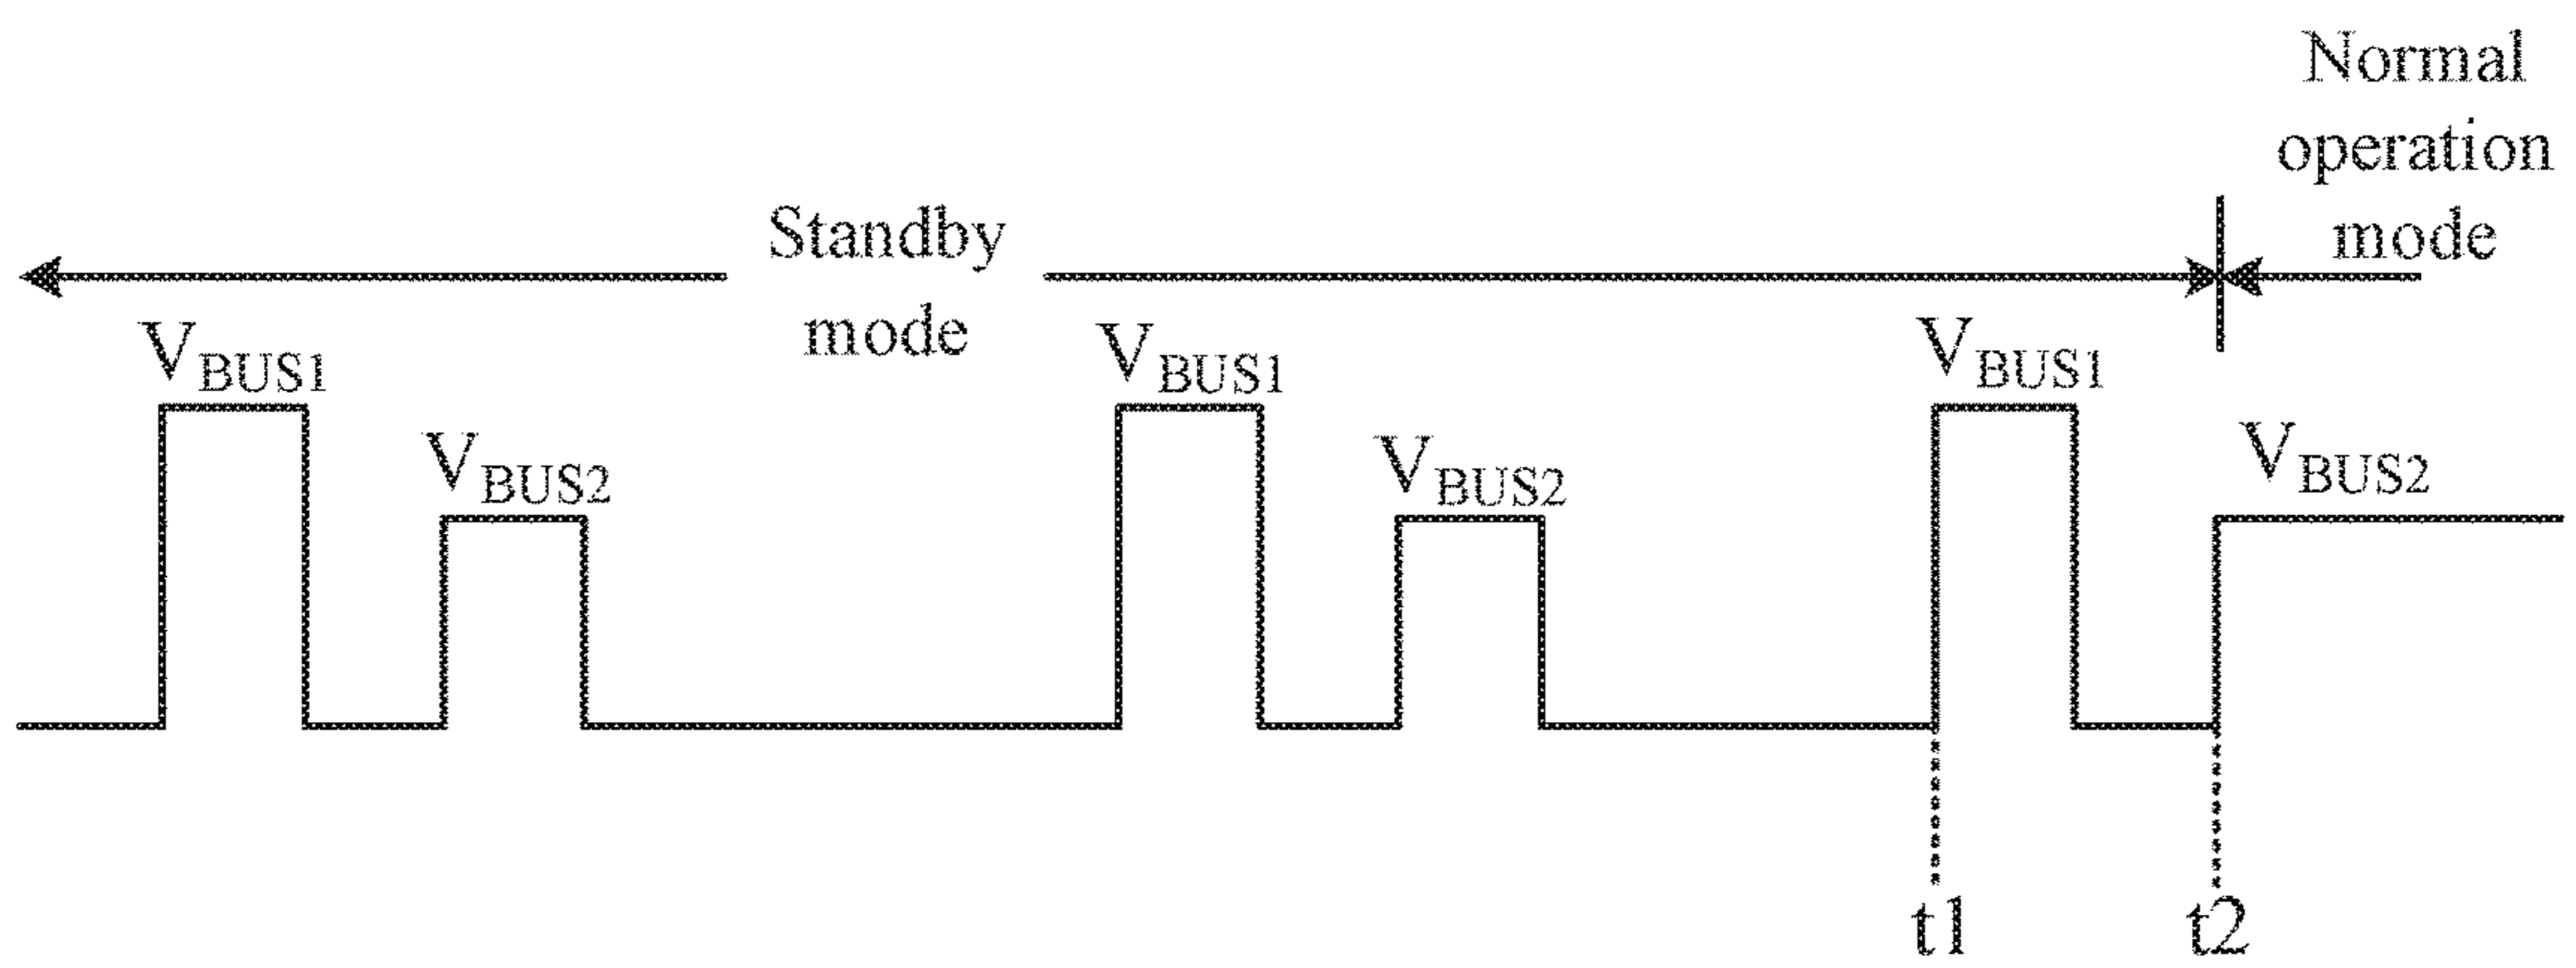 Normal
operation
mode
Standby
mode
VBUS1
VBUS2
VBUS1
VBUS2
VBUS1
VBUS2
t1
t2